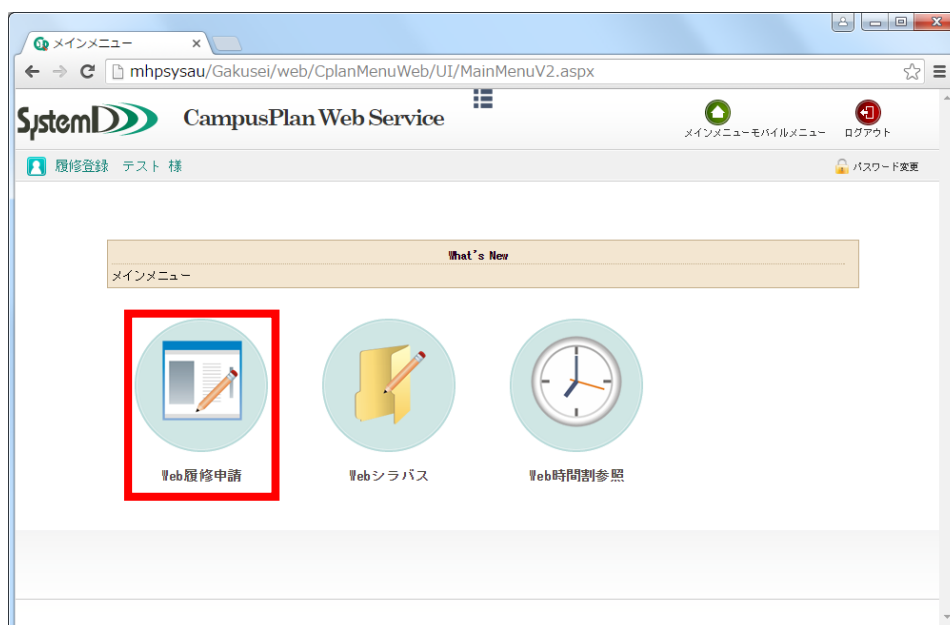 メインメニュー
mhpsysau/Gakusei/web/CplanMenuWeb/UI/MainMenuV2.aspx
SystemD CampusPlan Web Service
メインメニュー モバイルメニュー ログアウト
履修登録 テスト 様
パスワード変更
What's New
メインメニュー
Web履修申請 Webシラバス Web時間割参照